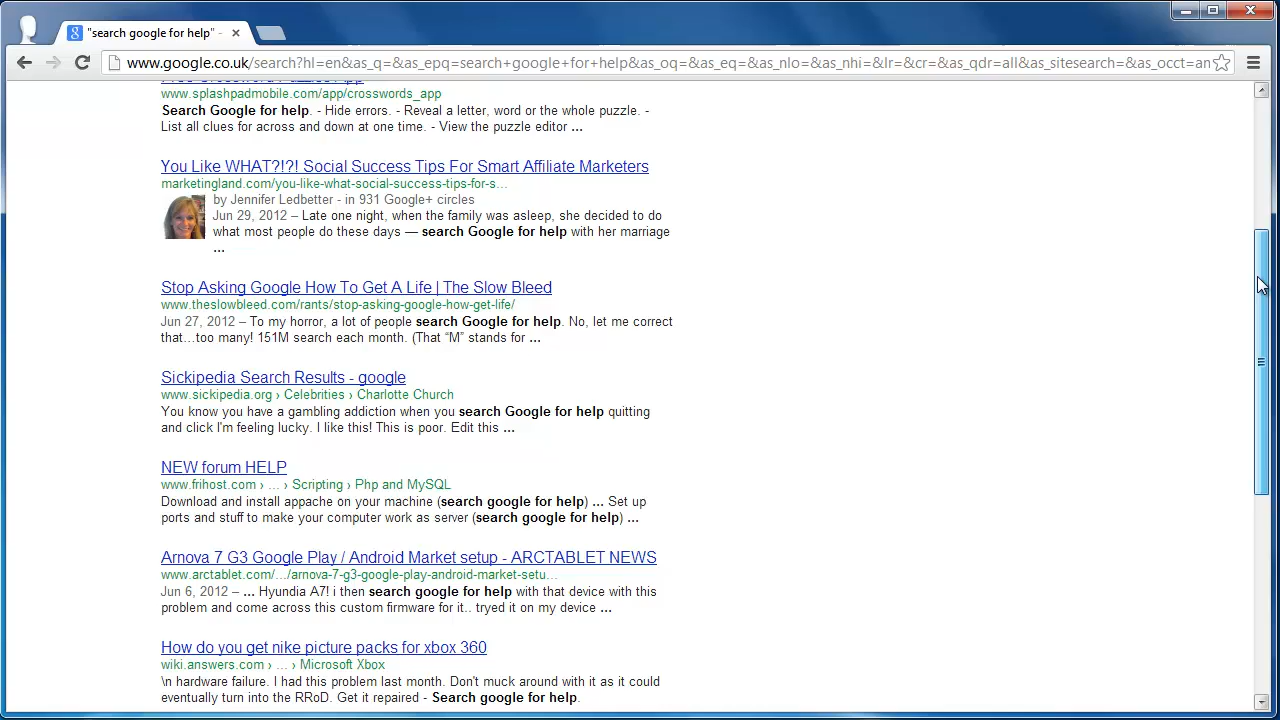 "search google for help" -
www.google.co.uk/search?hl=en&as_q=&as_epq=search+google+for+help&as_oq=&as_eq=&as_nlo=&as_nhi=&lr=&cr=&as_qdr=all&as_sitesearch=&as_occt=an
Free Crossword Puzzles App
www.splashpadmobile.com/app/crosswords_app
Search Google for help. - Hide errors. - Reveal a letter, word or the whole puzzle. -
List all clues for across and down at one time. - View the puzzle editor ...
You Like WHAT?!?! Social Success Tips For Smart Affiliate Marketers
marketingland.com/you-like-what-social-success-tips-for-s...
by Jennifer Ledbetter - in 931 Google+ circles
Jun 29, 2012 – Late one night, when the family was asleep, she decided to do
what most people do these days — search Google for help with her marriage
...
Stop Asking Google How To Get A Life | The Slow Bleed
www.theslowbleed.com/rants/stop-asking-google-how-get-life/
Jun 27, 2012 – To my horror, a lot of people search Google for help. No, let me correct
that...too many! 151M search each month. (That “M” stands for ...
Sickipedia Search Results - google
www.sickipedia.org › Celebrities › Charlotte Church
You know you have a gambling addiction when you search Google for help quitting
and click I'm feeling lucky. I like this! This is poor. Edit this ...
NEW forum HELP
www.frihost.com › ... › Scripting › Php and MySQL
Download and install appache on your machine (search google for help) ... Set up
ports and stuff to make your computer work as server (search google for help) ...
Arnova 7 G3 Google Play / Android Market setup - ARCTABLET NEWS
www.arctablet.com/.../arnova-7-g3-google-play-android-market-setu...
Jun 6, 2012 – ... Hyundia A7! i then search google for help with that device with this
problem and come across this custom firmware for it.. tryed it on my device ...
How do you get nike picture packs for xbox 360
wiki.answers.com › ... › Microsoft Xbox
\n hardware failure. I had this problem last month. Don't muck around with it as it could
eventually turn into the RRoD. Get it repaired - Search google for help.